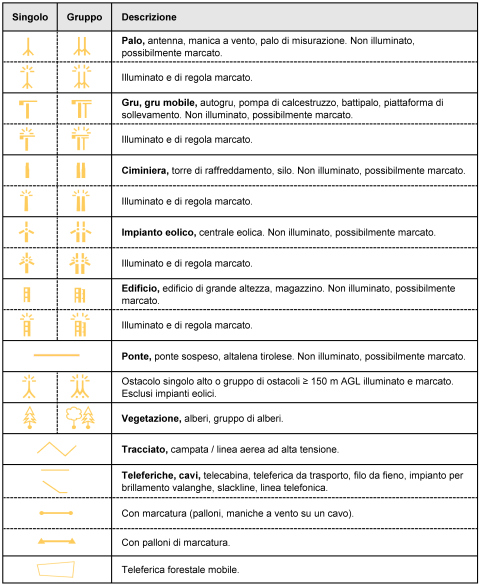 Singolo Gruppo Descrizione
Palo, antenna, manica a vento, palo di misurazione. Non illuminato,
possibilmente marcato.
Illuminato e di regola marcato.
Gru, gru mobile, autogru, pompa di calcestruzzo, battipalo, piattaforma di
sollevamento. Non illuminato, possibilmente marcato.
Illuminato e di regola marcato.
Ciminiera, torre di raffreddamento, silo. Non illuminato, possibilmente marcato.
Illuminato e di regola marcato.
Impianto eolico, centrale eolica. Non illuminato, possibilmente marcato.
Illuminato e di regola marcato.
Edificio, edificio di grande altezza, magazzino. Non illuminato, possibilmente
marcato.
Illuminato e di regola marcato.
Ponte, ponte sospeso, altalena tirolese. Non illuminato, possibilmente marcato.
Ostacolo singolo alto o gruppo di ostacoli ≥ 150 m AGL illuminato e marcato.
Esclusi impianti eolici.
Vegetazione, alberi, gruppo di alberi.
Tracciato, campata / linea aerea ad alta tensione.
Teleferiche, cavi, telecabina, teleferica da trasporto, filo da fieno, impianto per
brillamento valanghe, slackline, linea telefonica.
Con marcatura (palloni, maniche a vento su un cavo).
Con palloni di marcatura.
Teleferica forestale mobile.